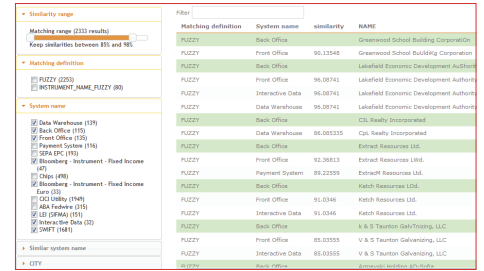 Similarity range
Matching range (2333 results)
Keep similarities between 85% and 98%
Matching definition
FUZZY (2253)
INSTRUMENT_NAME_FUZZY (80)
System name
Data Warehouse (139)
Back Office (115)
Front Office (135)
Payment System (116)
SEPA EPC (193)
Bloomberg - Instrument - Fixed Income
(47)
Chips (498)
Bloomberg - Instrument - Fixed Income
Euro (33)
CICI Utility (1949)
ABA Fedwire (315)
LEI (SIFMA) (151)
Interactive Data (32)
SWIFT (1681)
Similar system name
CITY
Filter
Matching definition System name similarity NAME
FUZZY Back Office Greenwood School Building CorporatiOn
FUZZY Front Office 90,13546 Greenwood School BuUldiKg Corporation
FUZZY Back Office Lakefield Economic Development AuShorit
FUZZY Front Office 96,08741 Lakefield Economic Development Authority
FUZZY Interactive Data 96,08741 Lakefield Economic Development Authority
FUZZY Data Warehouse 96,08741 Lakefield Economic Development Authority
FUZZY Back Office CIL Realty Incorporated
FUZZY Data Warehouse 86,085335 CpL Realty Incorporated
FUZZY Back Office Extract Resources Ltd.
FUZZY Front Office 92,36813 Extract Resources LWd.
FUZZY Payment System 89,22559 ExtracM Resources Ltd.
FUZZY Back Office Ketch Resources LOd.
FUZZY Front Office 91,0346 Ketch Resources Ltd.
FUZZY Interactive Data 91,0346 Ketch Resources Ltd.
FUZZY Back Office k & S Taunton GalvTnizing, LLC
FUZZY Front Office 85,03555 V & S Taunton Galvanizing, LLC
FUZZY Interactive Data 85,03555 V & S Taunton Galvanizing, LLC
FUZZY Back Office Holding AD-Sofia